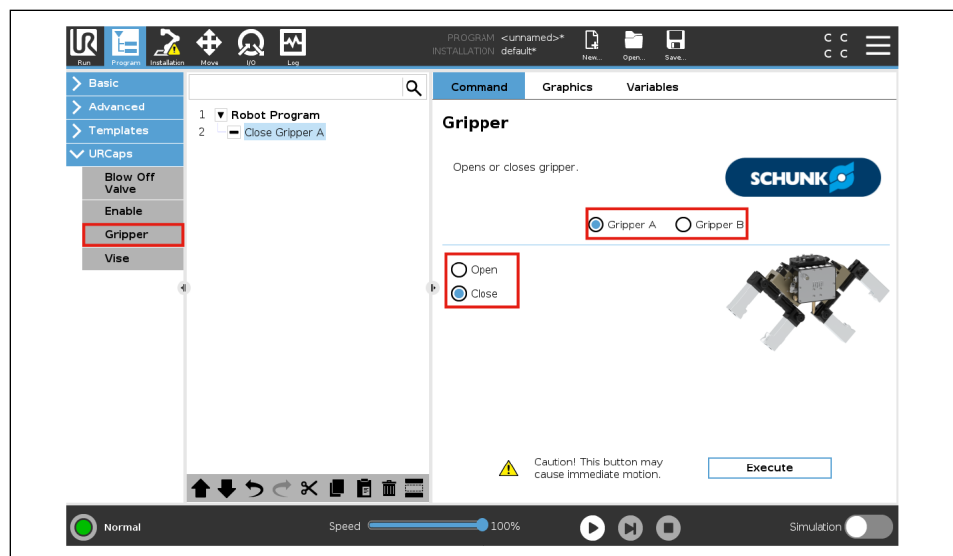 PROGRAM <unnamed>*
INSTALLATION default*
UR
Run Program Installation Move I/O Log New... Open... Save...
C C
C C
Basic
Advanced
Templates
URCaps
Blow Off
Valve
Enable
Gripper
Vise
1 Robot Program
2 Close Gripper A
Command Graphics Variables
Gripper
Opens or closes gripper.
SCHUNK
Gripper A Gripper B
Open
Close
Caution! This button may
cause immediate motion.
Execute
Normal Speed 100% Simulation